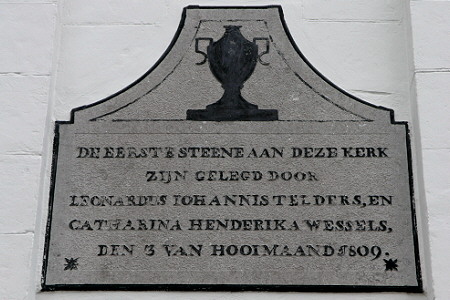 DE EERSTE STEENE AAN DEZE KERK
ZIJN GELEGD DOOR
LEONARDUS IOHANNIS TELDERS, EN
CATHARINA HENDERIKA WESSELS,
DEN 3 VAN HOOIMAAND 1809.